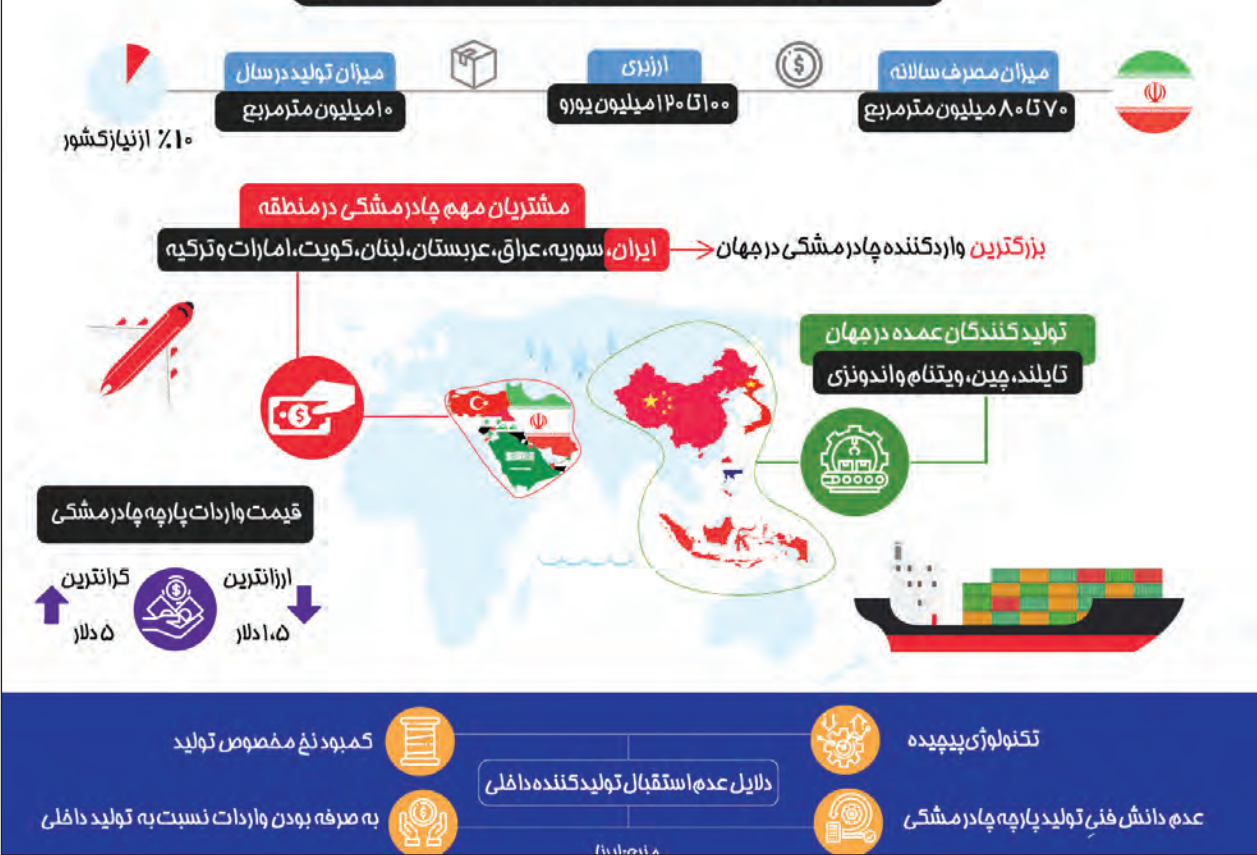 میزان مصرف سالانه
۷۰ تا ۸۰ میلیون مترمربع
ارزبری
۱۰۰ تا ۱۲۰ میلیون یورو
میزان تولید در سال
۱۰ میلیون مترمربع
۱۰٪ از نیاز کشور
مشتریان مهم چادر مشکی در منطقه
ایران، سوریه، عراق، عربستان، لبنان، کویت، امارات و ترکیه
بزرگترین واردکننده چادر مشکی در جهان
تولیدکنندگان عمده در جهان
تایلند، چین، ویتنام و اندونزی
قیمت واردات پارچه چادر مشکی
ارزانترین
۱،۵ دلار
گرانترین
۵ دلار
تکنولوژی پیچیده
کمبود نخ مخصوص تولید
دلایل عدم استقبال تولیدکننده داخلی
عدم دانش فنیِ تولید پارچه چادر مشکی
به صرفه بودن واردات نسبت به تولید داخلی